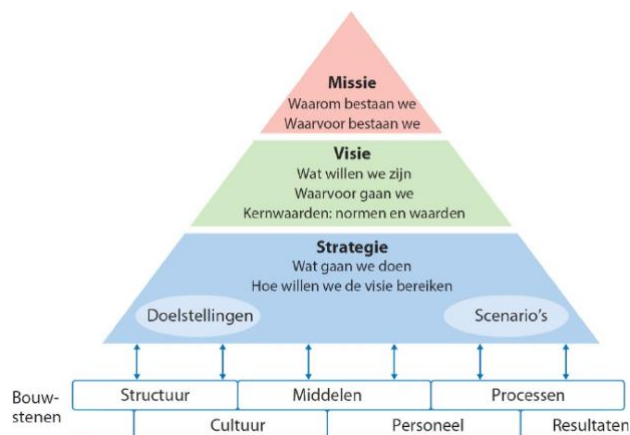 Missie
Waarom bestaan we
Waarvoor bestaan we
Visie
Wat willen we zijn
Waarvoor gaan we
Kernwaarden: normen en waarden
Strategie
Wat gaan we doen
Hoe willen we de visie bereiken
Doelstellingen Scenario's
Bouw-
stenen
Structuur Middelen Processen
Cultuur Personeel Resultaten